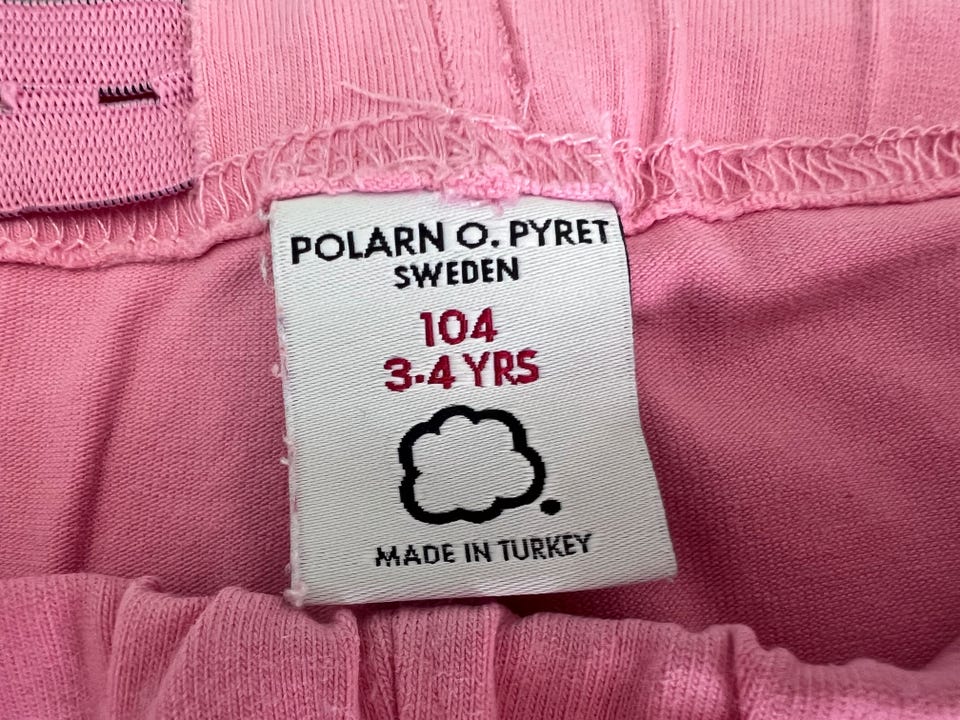 POLARN O. PYRET
SWEDEN
104
3-4 YRS
MADE IN TURKEY